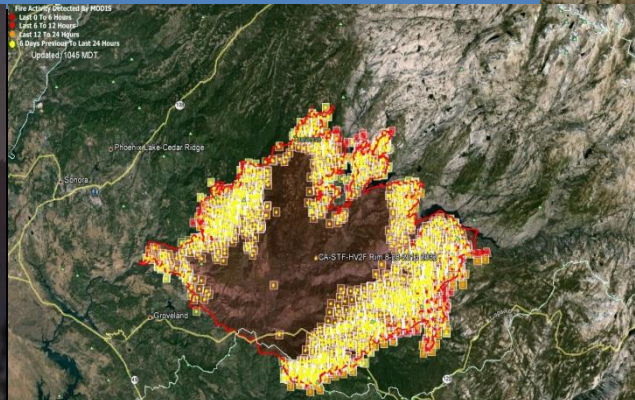 Fire Activity Detected By MODIS
Last 0 To 6 Hours
Last 6 To 12 Hours
Last 12 To 24 Hours
6 Days Previous To Last 24 Hours
Updated: 1045 MDT.
Phoenix Lake-Cedar Ridge
Sonora
CA-STF-HV2F Rim
Groveland